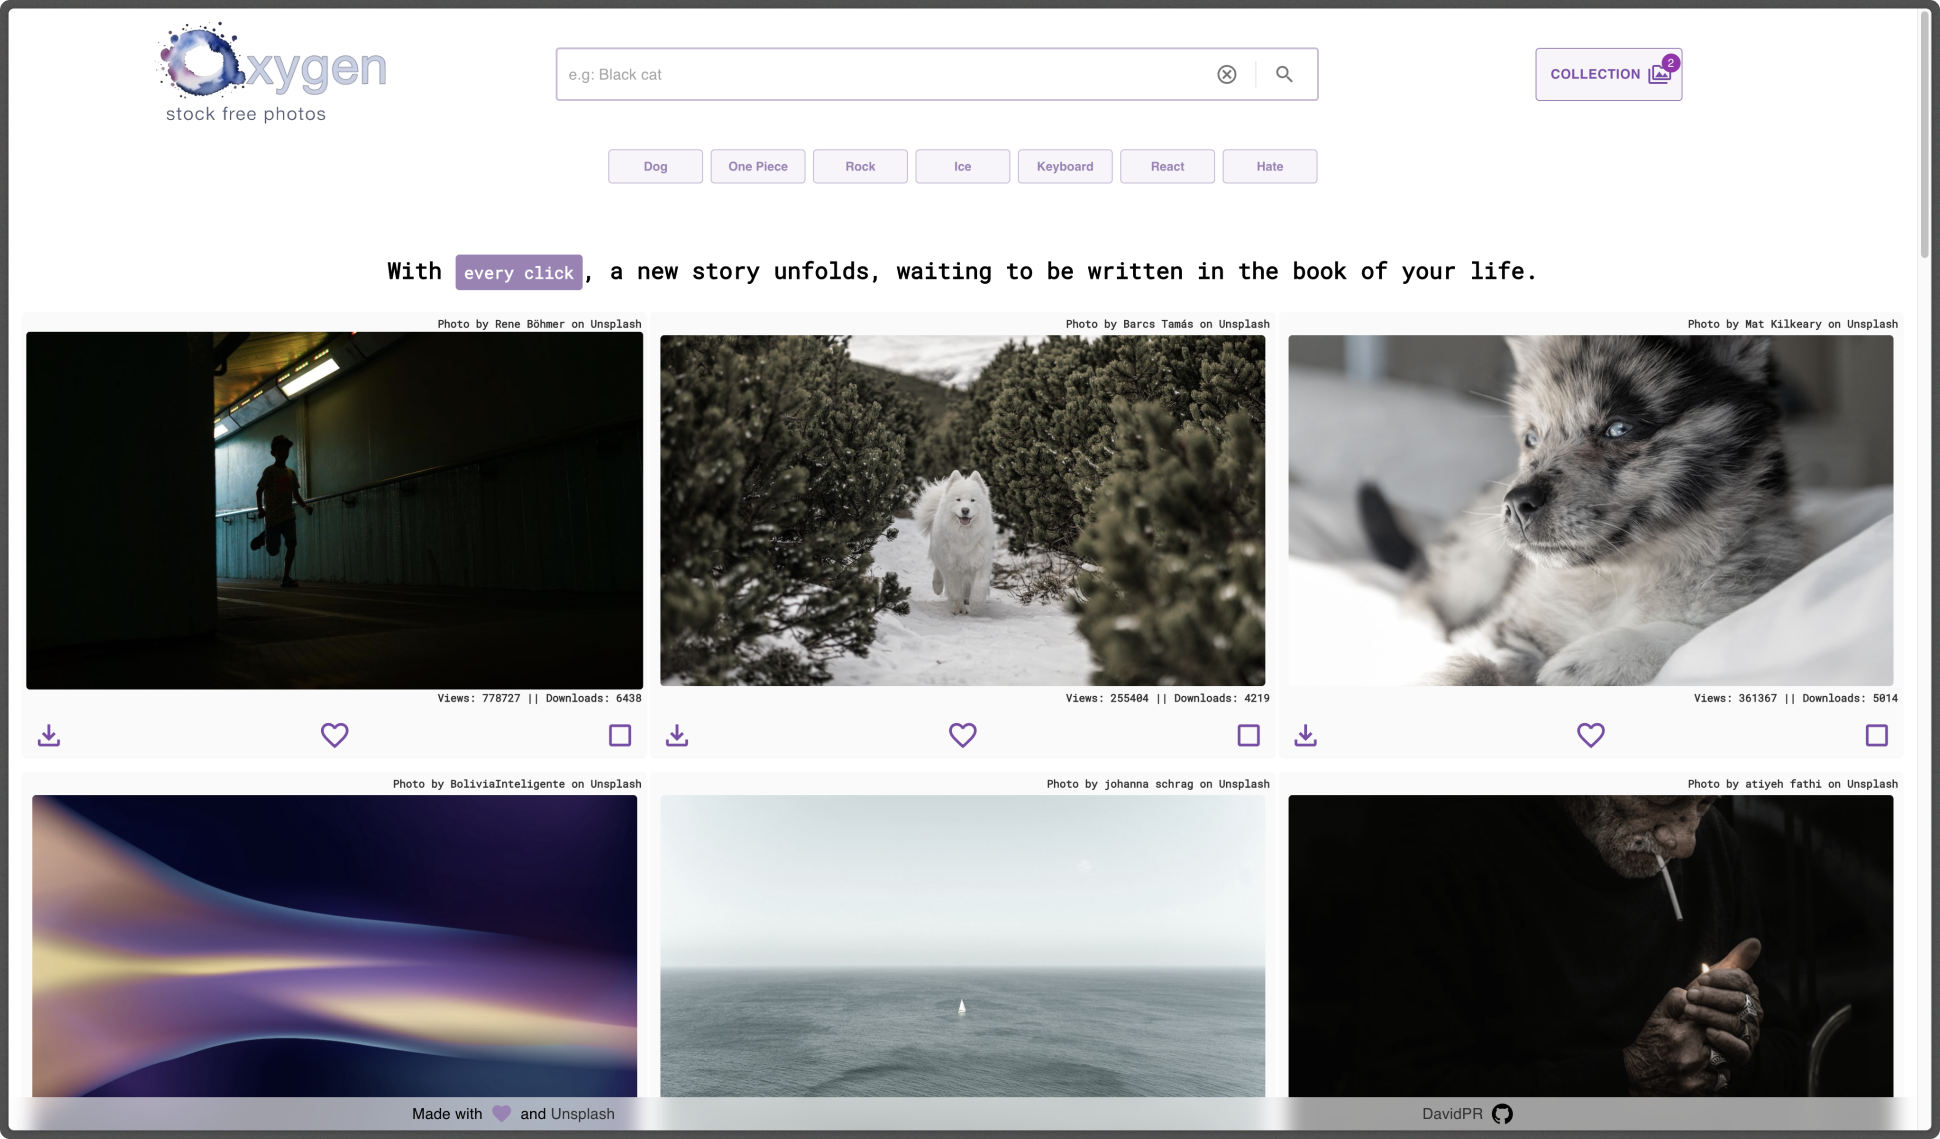 Oxygen
stock free photos
e.g: Black cat
COLLECTION 2
Dog One Piece Rock Ice Keyboard React Hate
With every click, a new story unfolds, waiting to be written in the book of your life.
Photo by Rene Böhmer on Unsplash
Views: 778727 || Downloads: 6438
Photo by Barcs Tamás on Unsplash
Views: 255404 || Downloads: 4219
Photo by Mat Kilkeary on Unsplash
Views: 361367 || Downloads: 5014
Photo by BoliviaInteligente on Unsplash
Photo by johanna schrag on Unsplash
Photo by atiyeh fathi on Unsplash
Made with and Unsplash
DavidPR